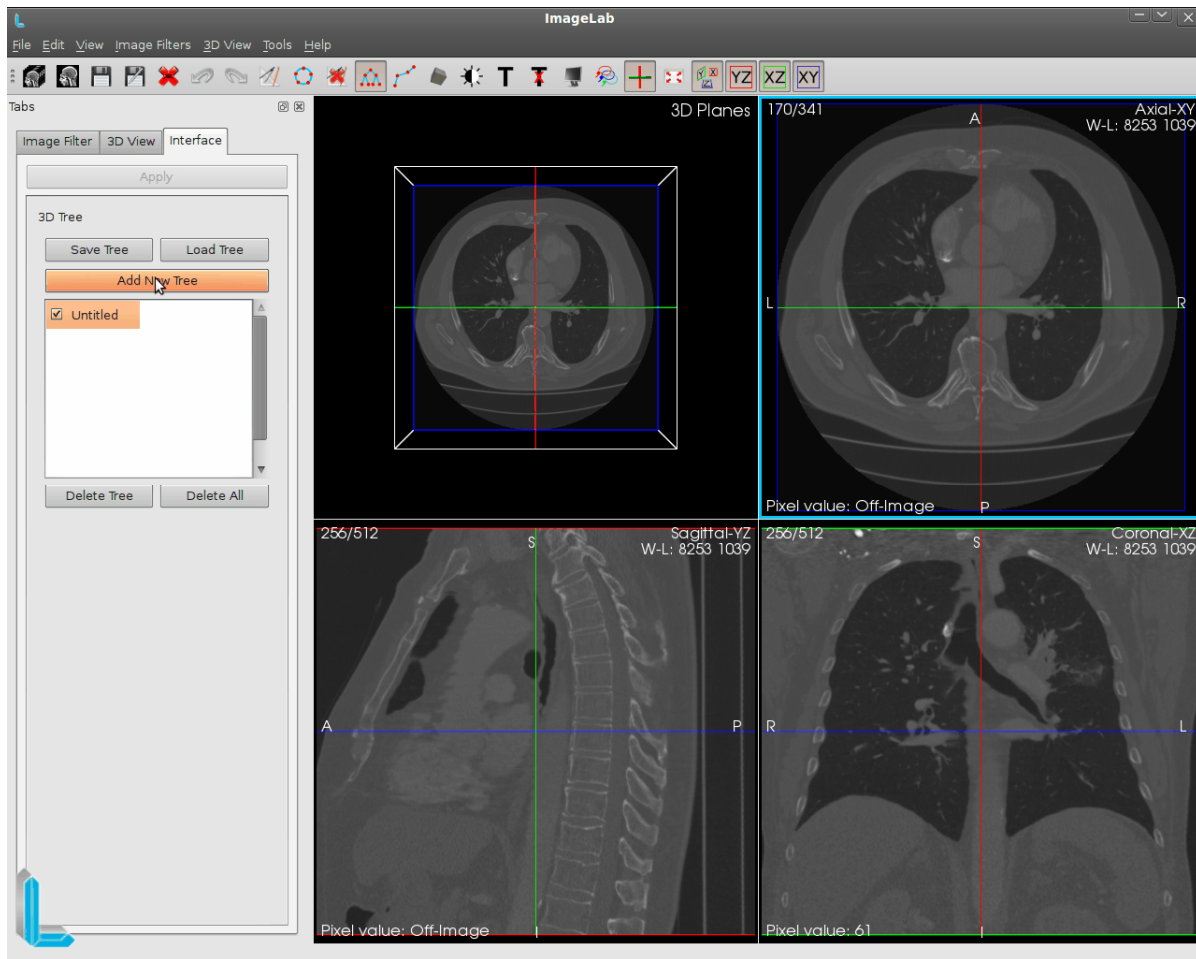 ImageLab
File Edit View Image Filters 3D View Tools Help
T YZ XZ XY
Tabs
Image Filter 3D View Interface
Apply
3D Tree
Save Tree Load Tree
Add New Tree
Untitled
Delete Tree Delete All
3D Planes
170/341 Axial-XY
W-L: 8253 1039
A
L R
Pixel value: Off-Image P
256/512 Sagittal-YZ
S W-L: 8253 1039
A P
Pixel value: Off-Image I
256/512 Coronal-XZ
S W-L: 8253 1039
R L
Pixel value: 61 I